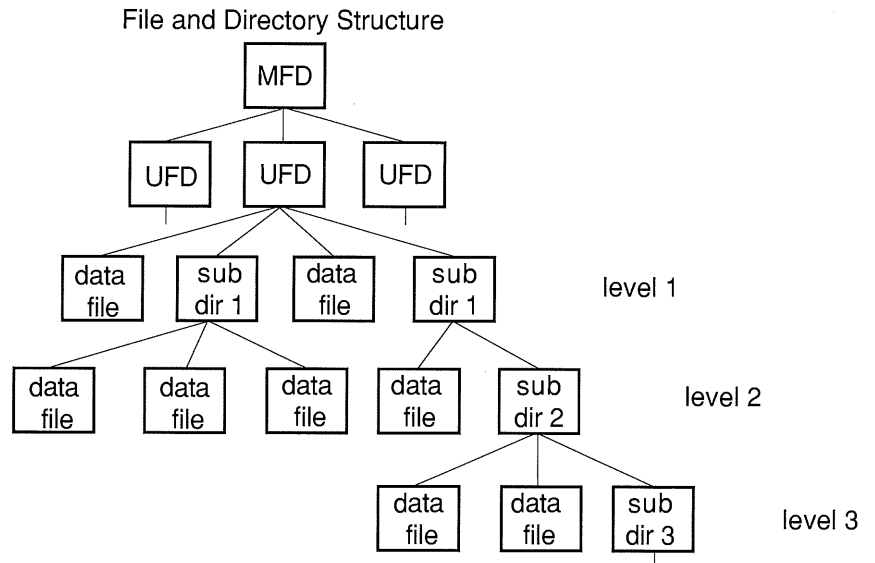 File and Directory Structure
MFD
UFD
UFD
UFD
data
file
sub
dir 1
data
file
sub
dir 1
level 1
data
file
data
file
data
file
data
file
sub
dir 2
level 2
data
file
data
file
sub
dir 3
level 3